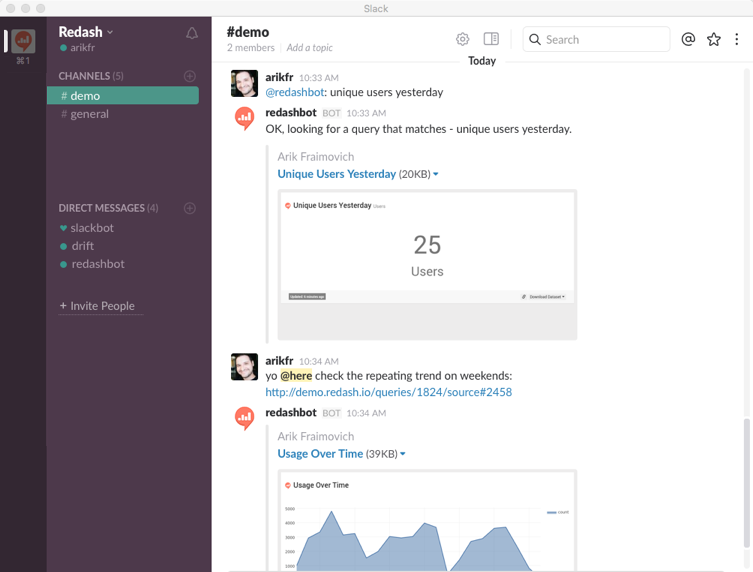 Slack
⌘1
Redash
arikfr
CHANNELS (5)
# demo
# general
DIRECT MESSAGES (4)
slackbot
drift
redashbot
+ Invite People
#demo
2 members | Add a topic
Search
Today
arikfr 10:33 AM
@redashbot: unique users yesterday
redashbot BOT 10:33 AM
OK, looking for a query that matches - unique users yesterday.
Arik Fraimovich
Unique Users Yesterday (20KB)
Unique Users Yesterday Users
25
Users
Updated: 8 minutes ago
Download Dataset
arikfr 10:34 AM
yo @here check the repeating trend on weekends:
http://demo.redash.io/queries/1824/source#2458
redashbot BOT 10:34 AM
Arik Fraimovich
Usage Over Time (39KB)
Usage Over Time
5000
4000
3000
2000
1000
count